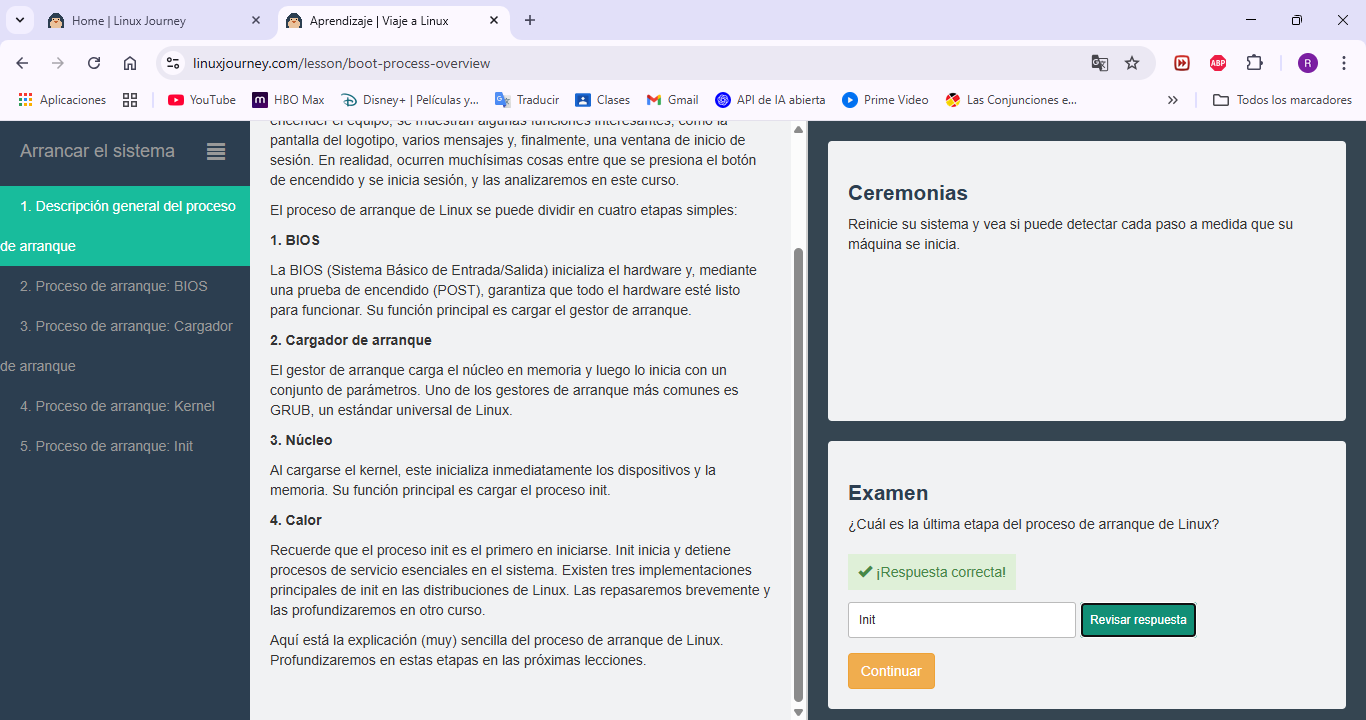 Home | Linux Journey
Aprendizaje | Viaje a Linux
linuxjourney.com/lesson/boot-process-overview
ABP
R
Aplicaciones
YouTube
HBO Max
Disney+ | Películas y...
Traducir
Clases
Gmail
API de IA abierta
Prime Video
Las Conjunciones e...
Todos los marcadores
Arrancar el sistema
1. Descripción general del proceso
de arranque
2. Proceso de arranque: BIOS
3. Proceso de arranque: Cargador
de arranque
4. Proceso de arranque: Kernel
5. Proceso de arranque: Init
encender el equipo, se muestran algunas funciones interesantes, como la
pantalla del logotipo, varios mensajes y, finalmente, una ventana de inicio de
sesión. En realidad, ocurren muchísimas cosas entre que se presiona el botón
de encendido y se inicia sesión, y las analizaremos en este curso.
El proceso de arranque de Linux se puede dividir en cuatro etapas simples:
1. BIOS
La BIOS (Sistema Básico de Entrada/Salida) inicializa el hardware y, mediante
una prueba de encendido (POST), garantiza que todo el hardware esté listo
para funcionar. Su función principal es cargar el gestor de arranque.
2. Cargador de arranque
El gestor de arranque carga el núcleo en memoria y luego lo inicia con un
conjunto de parámetros. Uno de los gestores de arranque más comunes es
GRUB, un estándar universal de Linux.
3. Núcleo
Al cargarse el kernel, este inicializa inmediatamente los dispositivos y la
memoria. Su función principal es cargar el proceso init.
4. Calor
Recuerde que el proceso init es el primero en iniciarse. Init inicia y detiene
procesos de servicio esenciales en el sistema. Existen tres implementaciones
principales de init en las distribuciones de Linux. Las repasaremos brevemente y
las profundizaremos en otro curso.
Aquí está la explicación (muy) sencilla del proceso de arranque de Linux.
Profundizaremos en estas etapas en las próximas lecciones.
Ceremonias
Reinicie su sistema y vea si puede detectar cada paso a medida que su
máquina se inicia.
Examen
¿Cuál es la última etapa del proceso de arranque de Linux?
¡Respuesta correcta!
Init
Revisar respuesta
Continuar